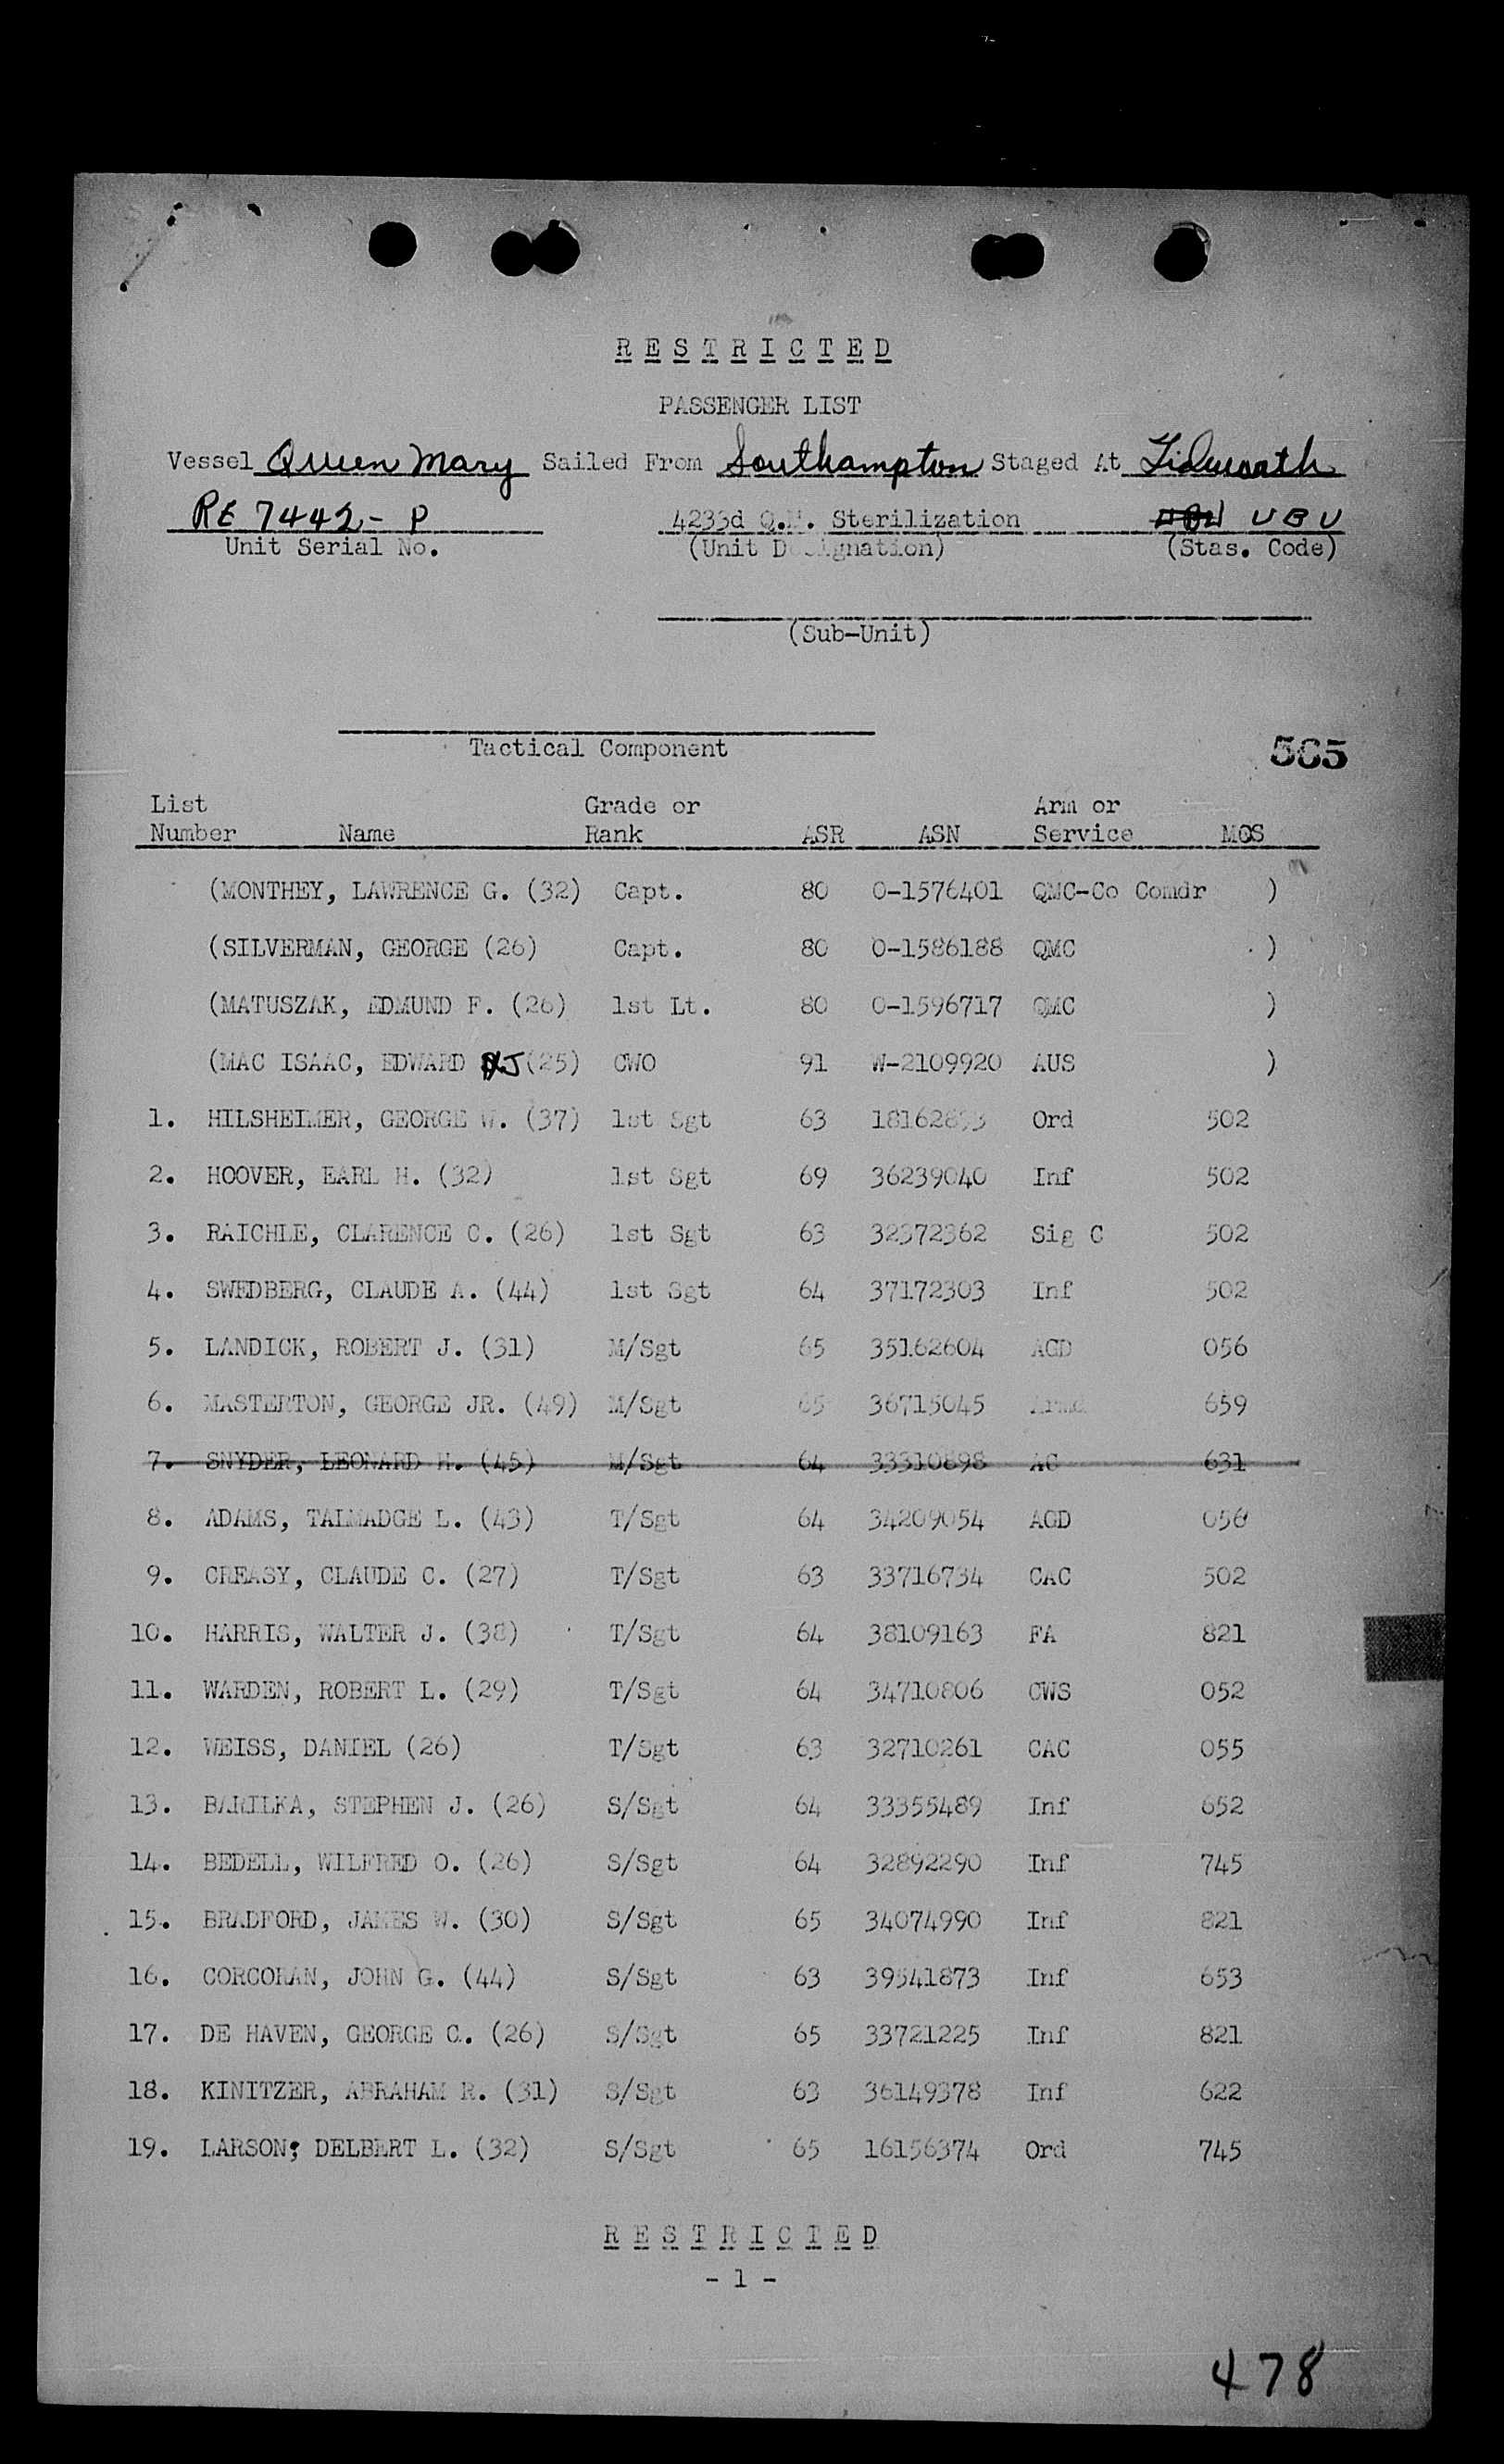 RESTRICTED
PASSENGER LIST
Vessel Queen Mary Sailed From Southampton Staged At Tidworth
RE 7442- P 4233d Q.M. Sterilization UBU
Unit Serial No. (Unit Designation) (Stas. Code)
(Sub-Unit)
Tactical Component 565
List Grade or Arm or
Number Name Rank ASR ASN Service MOS
(MONTHEY, LAWRENCE G. (32) Capt. 80 O-1576401 QMC-Co Comdr )
(SILVERMAN, GEORGE (26) Capt. 80 O-1586188 QMC )
(MATUSZAK, EDMUND F. (26) 1st Lt. 80 O-1596717 QMC )
(MAC ISAAC, EDWARD J (25) CWO 91 W-2109920 AUS )
1. HILSHEIMER, GEORGE W. (37) 1st Sgt 63 Ord 502
2. HOOVER, EARL H. (32) 1st Sgt 69 36239040 Inf 502
3. RAICHLE, CLARENCE C. (26) 1st Sgt 63 32372362 Sig C 502
4. SWEDBERG, CLAUDE A. (44) 1st Sgt 64 37172303 Inf 502
5. LANDICK, ROBERT J. (31) M/Sgt 65 35162604 AGD 056
6. MASTERTON, GEORGE JR. (49) M/Sgt 65 36715045 Armd 659
7. SNYDER, LEONARD H. (45) M/Sgt 64 33310898 AC 631
8. ADAMS, TALMADGE L. (43) T/Sgt 64 34209054 AGD 056
9. CREASY, CLAUDE C. (27) T/Sgt 63 33716734 CAC 502
10. HARRIS, WALTER J. (38) T/Sgt 64 38109163 FA 821
11. WARDEN, ROBERT L. (29) T/Sgt 64 34710806 CWS 052
12. WEISS, DANIEL (26) T/Sgt 63 32710261 CAC 055
13. BARILKA, STEPHEN J. (26) S/Sgt 64 33355489 Inf 652
14. BEDELL, WILFRED O. (26) S/Sgt 64 32892290 Inf 745
15. BRADFORD, JAMES W. (30) S/Sgt 65 34074990 Inf 821
16. CORCORAN, JOHN G. (44) S/Sgt 63 39541873 Inf 653
17. DE HAVEN, GEORGE C. (26) S/Sgt 65 33721225 Inf 821
18. KINITZER, ABRAHAM R. (31) S/Sgt 63 36149378 Inf 622
19. LARSON, DELBERT L. (32) S/Sgt 65 16156374 Ord 745
RESTRICTED
- 1 -
478